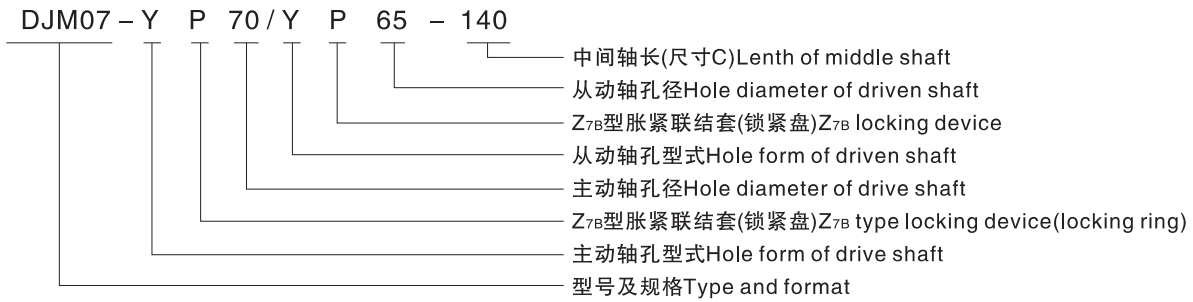 DJM07-Y P 70/Y P 65-140
中间轴长(尺寸C)Lenth of middle shaft
从动轴孔径Hole diameter of driven shaft
Z7B型胀紧联结套(锁紧盘)Z7B locking device
从动轴孔型式Hole form of driven shaft
主动轴孔径Hole diameter of drive shaft
Z7B型胀紧联结套(锁紧盘)Z7B type locking device(locking ring)
主动轴孔型式Hole form of drive shaft
型号及规格Type and format